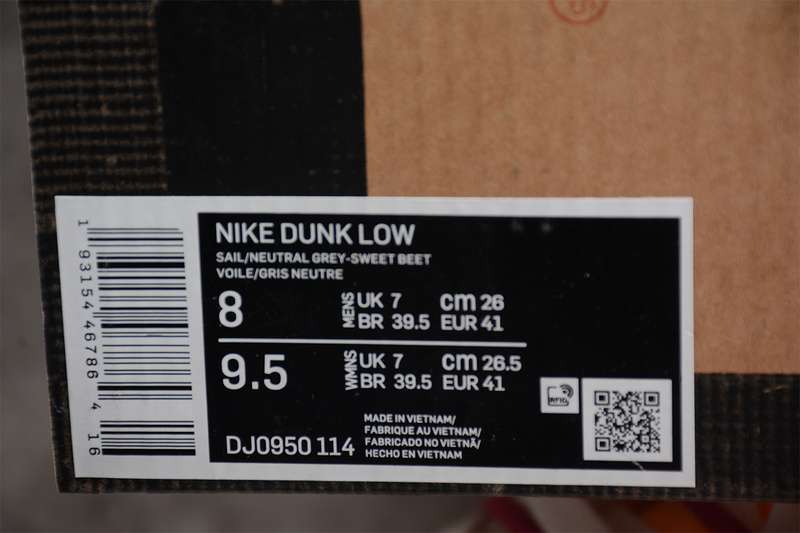 NIKE DUNK LOW
SAIL/NEUTRAL GREY-SWEET BEET
VOILE/GRIS NEUTRE
8 MENS UK 7 cm 26
BR 39.5 EUR 41
9.5 WMNS UK 7 cm 26.5
BR 39.5 EUR 41
DJ0950 114
MADE IN VIETNAM/
FABRIQUE AU VIETNAM/
FABRICADO NO VIETNÃ/
HECHO EN VIETNAM
RFID
1 93154 46786 4 16